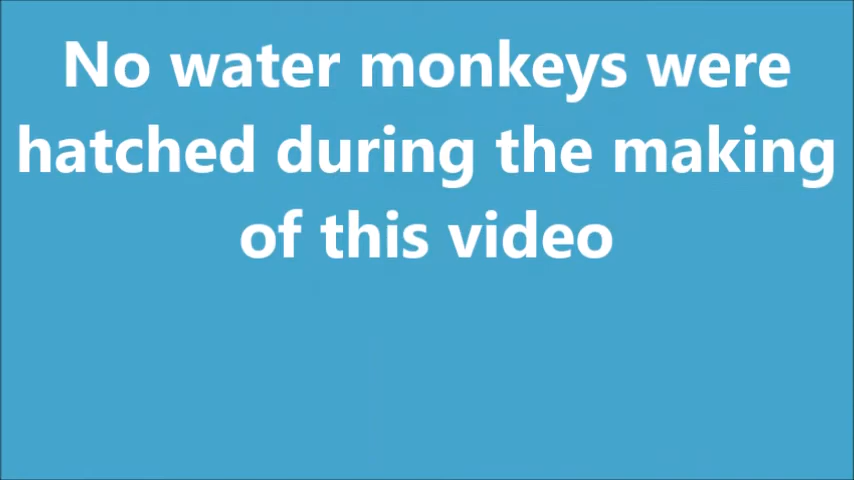 No water monkeys were
hatched during the making
of this video